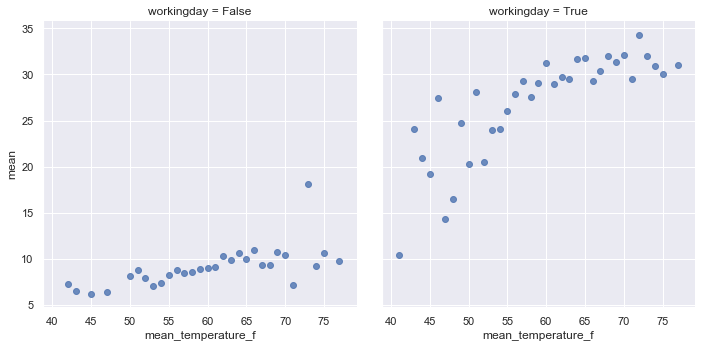 workingday = False
workingday = True
35
30
25
20
15
10
5
mean
40 45 50 55 60 65 70 75
40 45 50 55 60 65 70 75
mean_temperature_f
mean_temperature_f